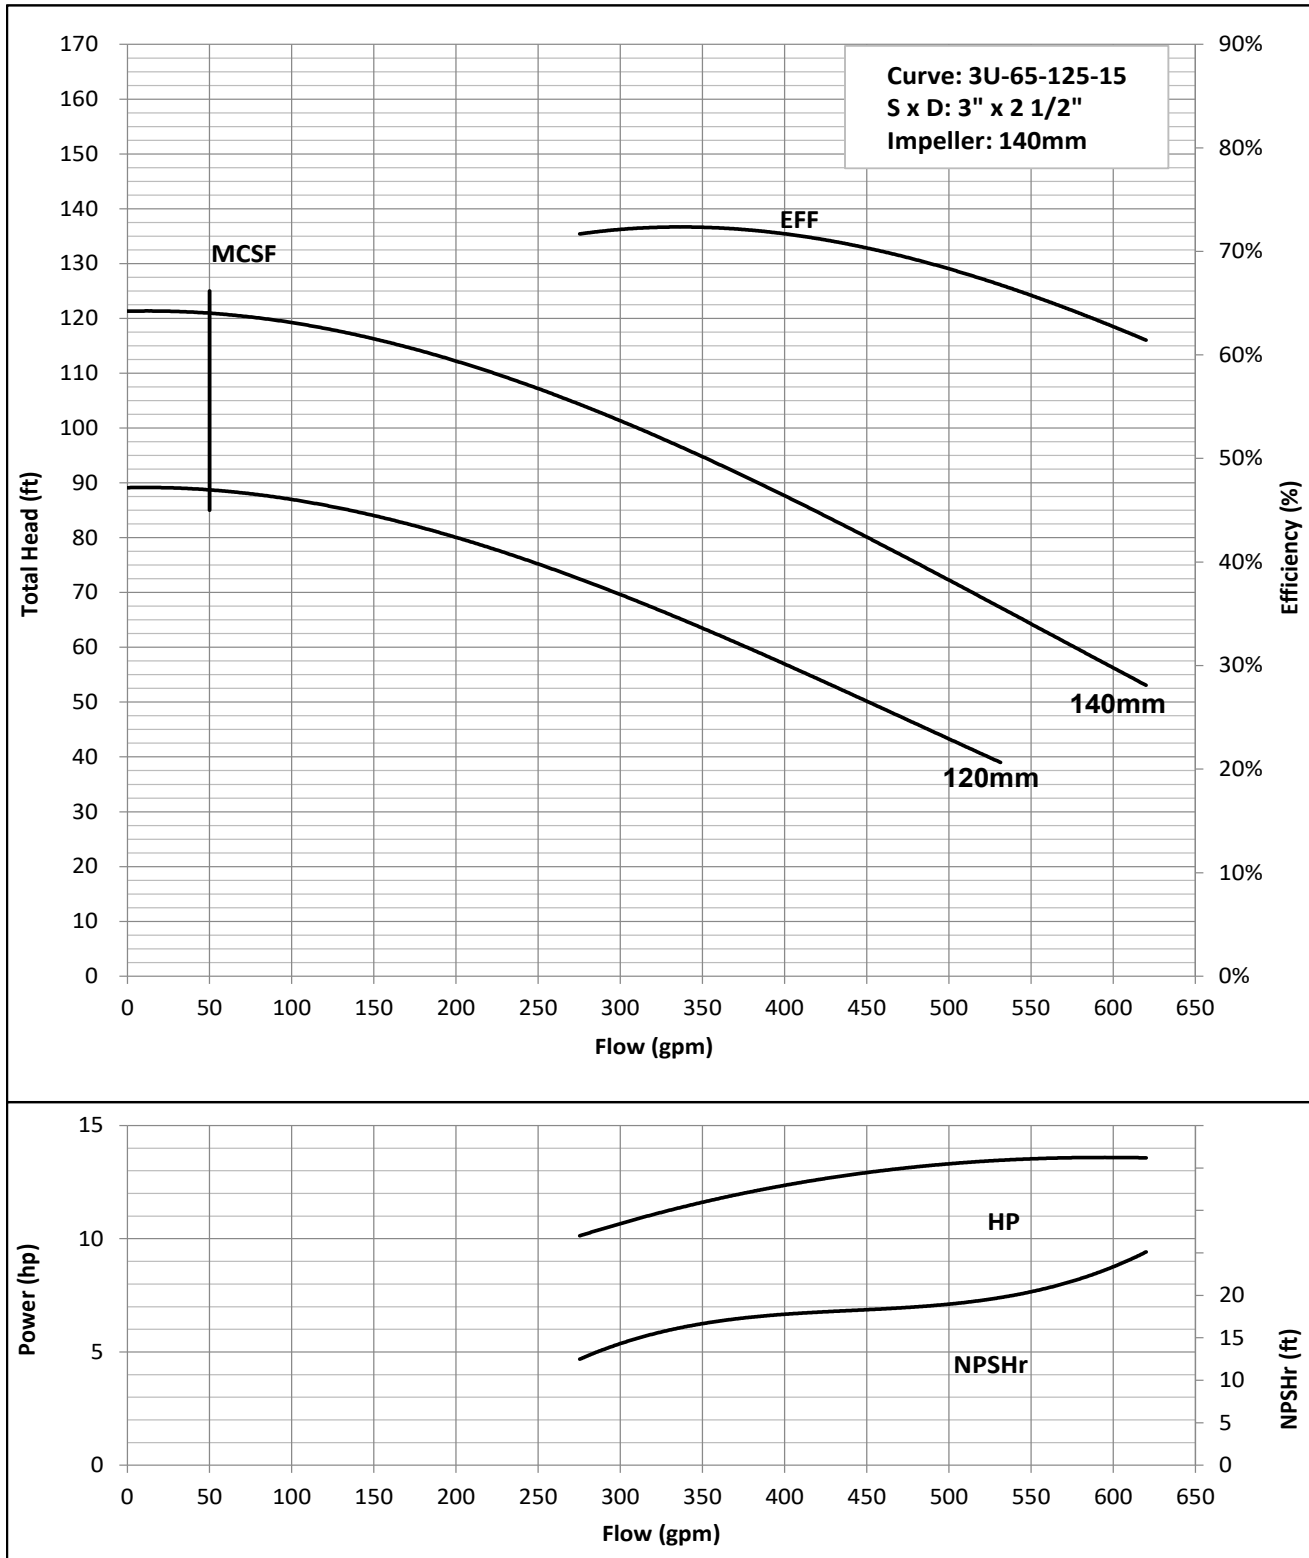 Curve: 3U-65-125-15
S x D: 3" x 2 1/2"
Impeller: 140mm
170
160
150
140
130
120
110
100
90
80
70
60
50
40
30
20
10
0
Total Head (ft)
90%
80%
70%
60%
50%
40%
30%
20%
10%
0%
Efficiency (%)
MCSF
EFF
140mm
120mm
0 50 100 150 200 250 300 350 400 450 500 550 600 650
Flow (gpm)
15
10
5
0
Power (hp)
HP
NPSHr
20
15
10
5
0
NPSHr (ft)
0 50 100 150 200 250 300 350 400 450 500 550 600 650
Flow (gpm)